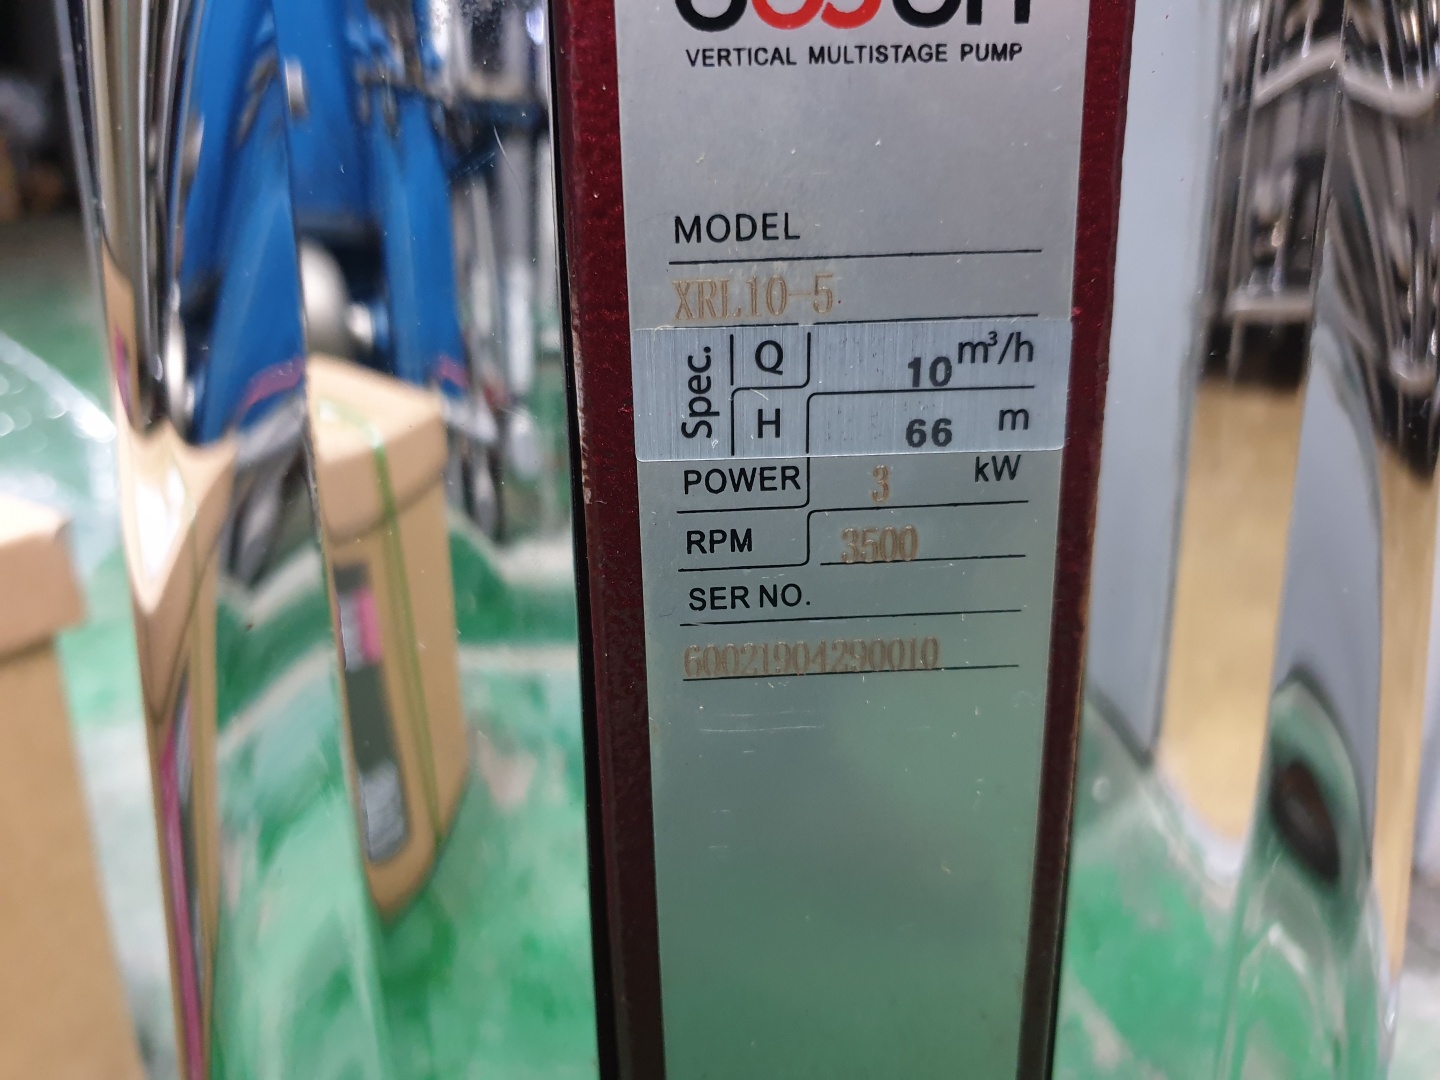 VERTICAL MULTISTAGE PUMP
MODEL
XRL10-5
Spec.
Q 10 m³/h
H 66 m
POWER 3 kW
RPM 3500
SER NO.
60021904290010